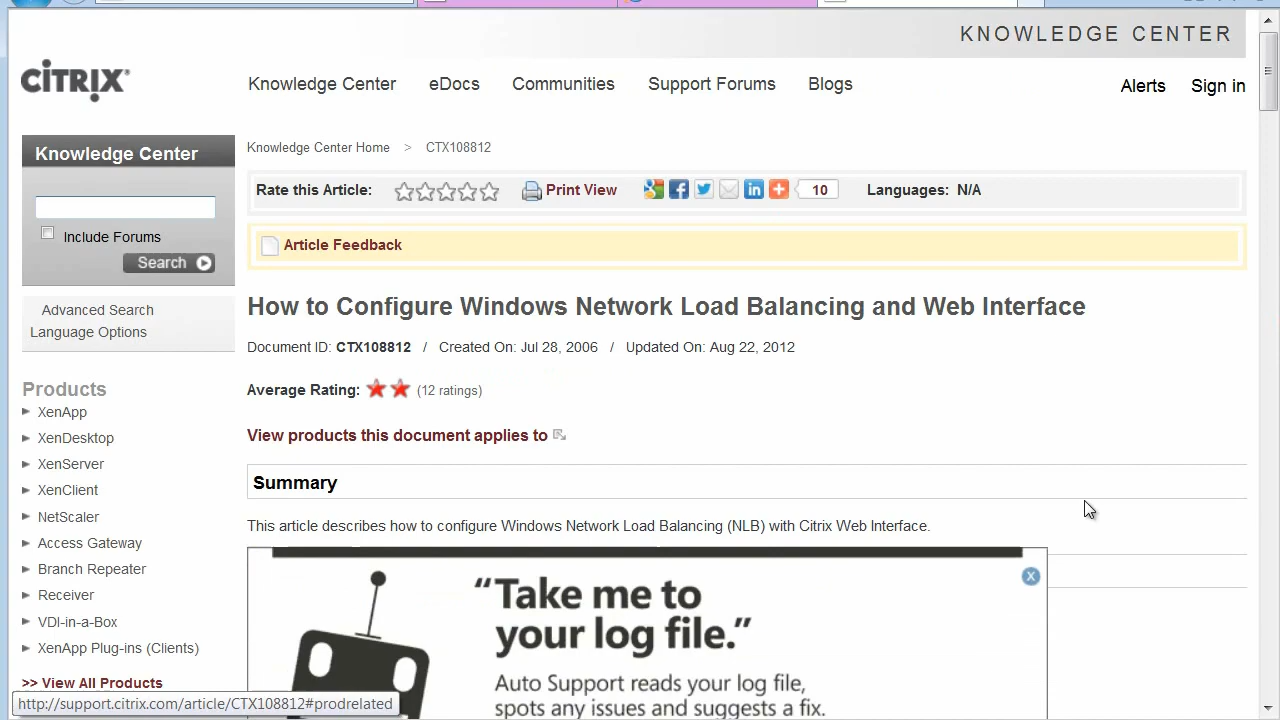 KNOWLEDGE CENTER
CITRIX®
Knowledge Center eDocs Communities Support Forums Blogs
Alerts Sign in
Knowledge Center
Include Forums
Search
Advanced Search
Language Options
Products
XenApp
XenDesktop
XenServer
XenClient
NetScaler
Access Gateway
Branch Repeater
Receiver
VDI-in-a-Box
XenApp Plug-ins (Clients)
>> View All Products
Knowledge Center Home > CTX108812
Rate this Article: Print View 10 Languages: N/A
Article Feedback
How to Configure Windows Network Load Balancing and Web Interface
Document ID: CTX108812 / Created On: Jul 28, 2006 / Updated On: Aug 22, 2012
Average Rating: (12 ratings)
View products this document applies to
Summary
This article describes how to configure Windows Network Load Balancing (NLB) with Citrix Web Interface.
“Take me to
your log file.”
Auto Support reads your log file,
spots any issues and suggests a fix.
http://support.citrix.com/article/CTX108812#prodrelated